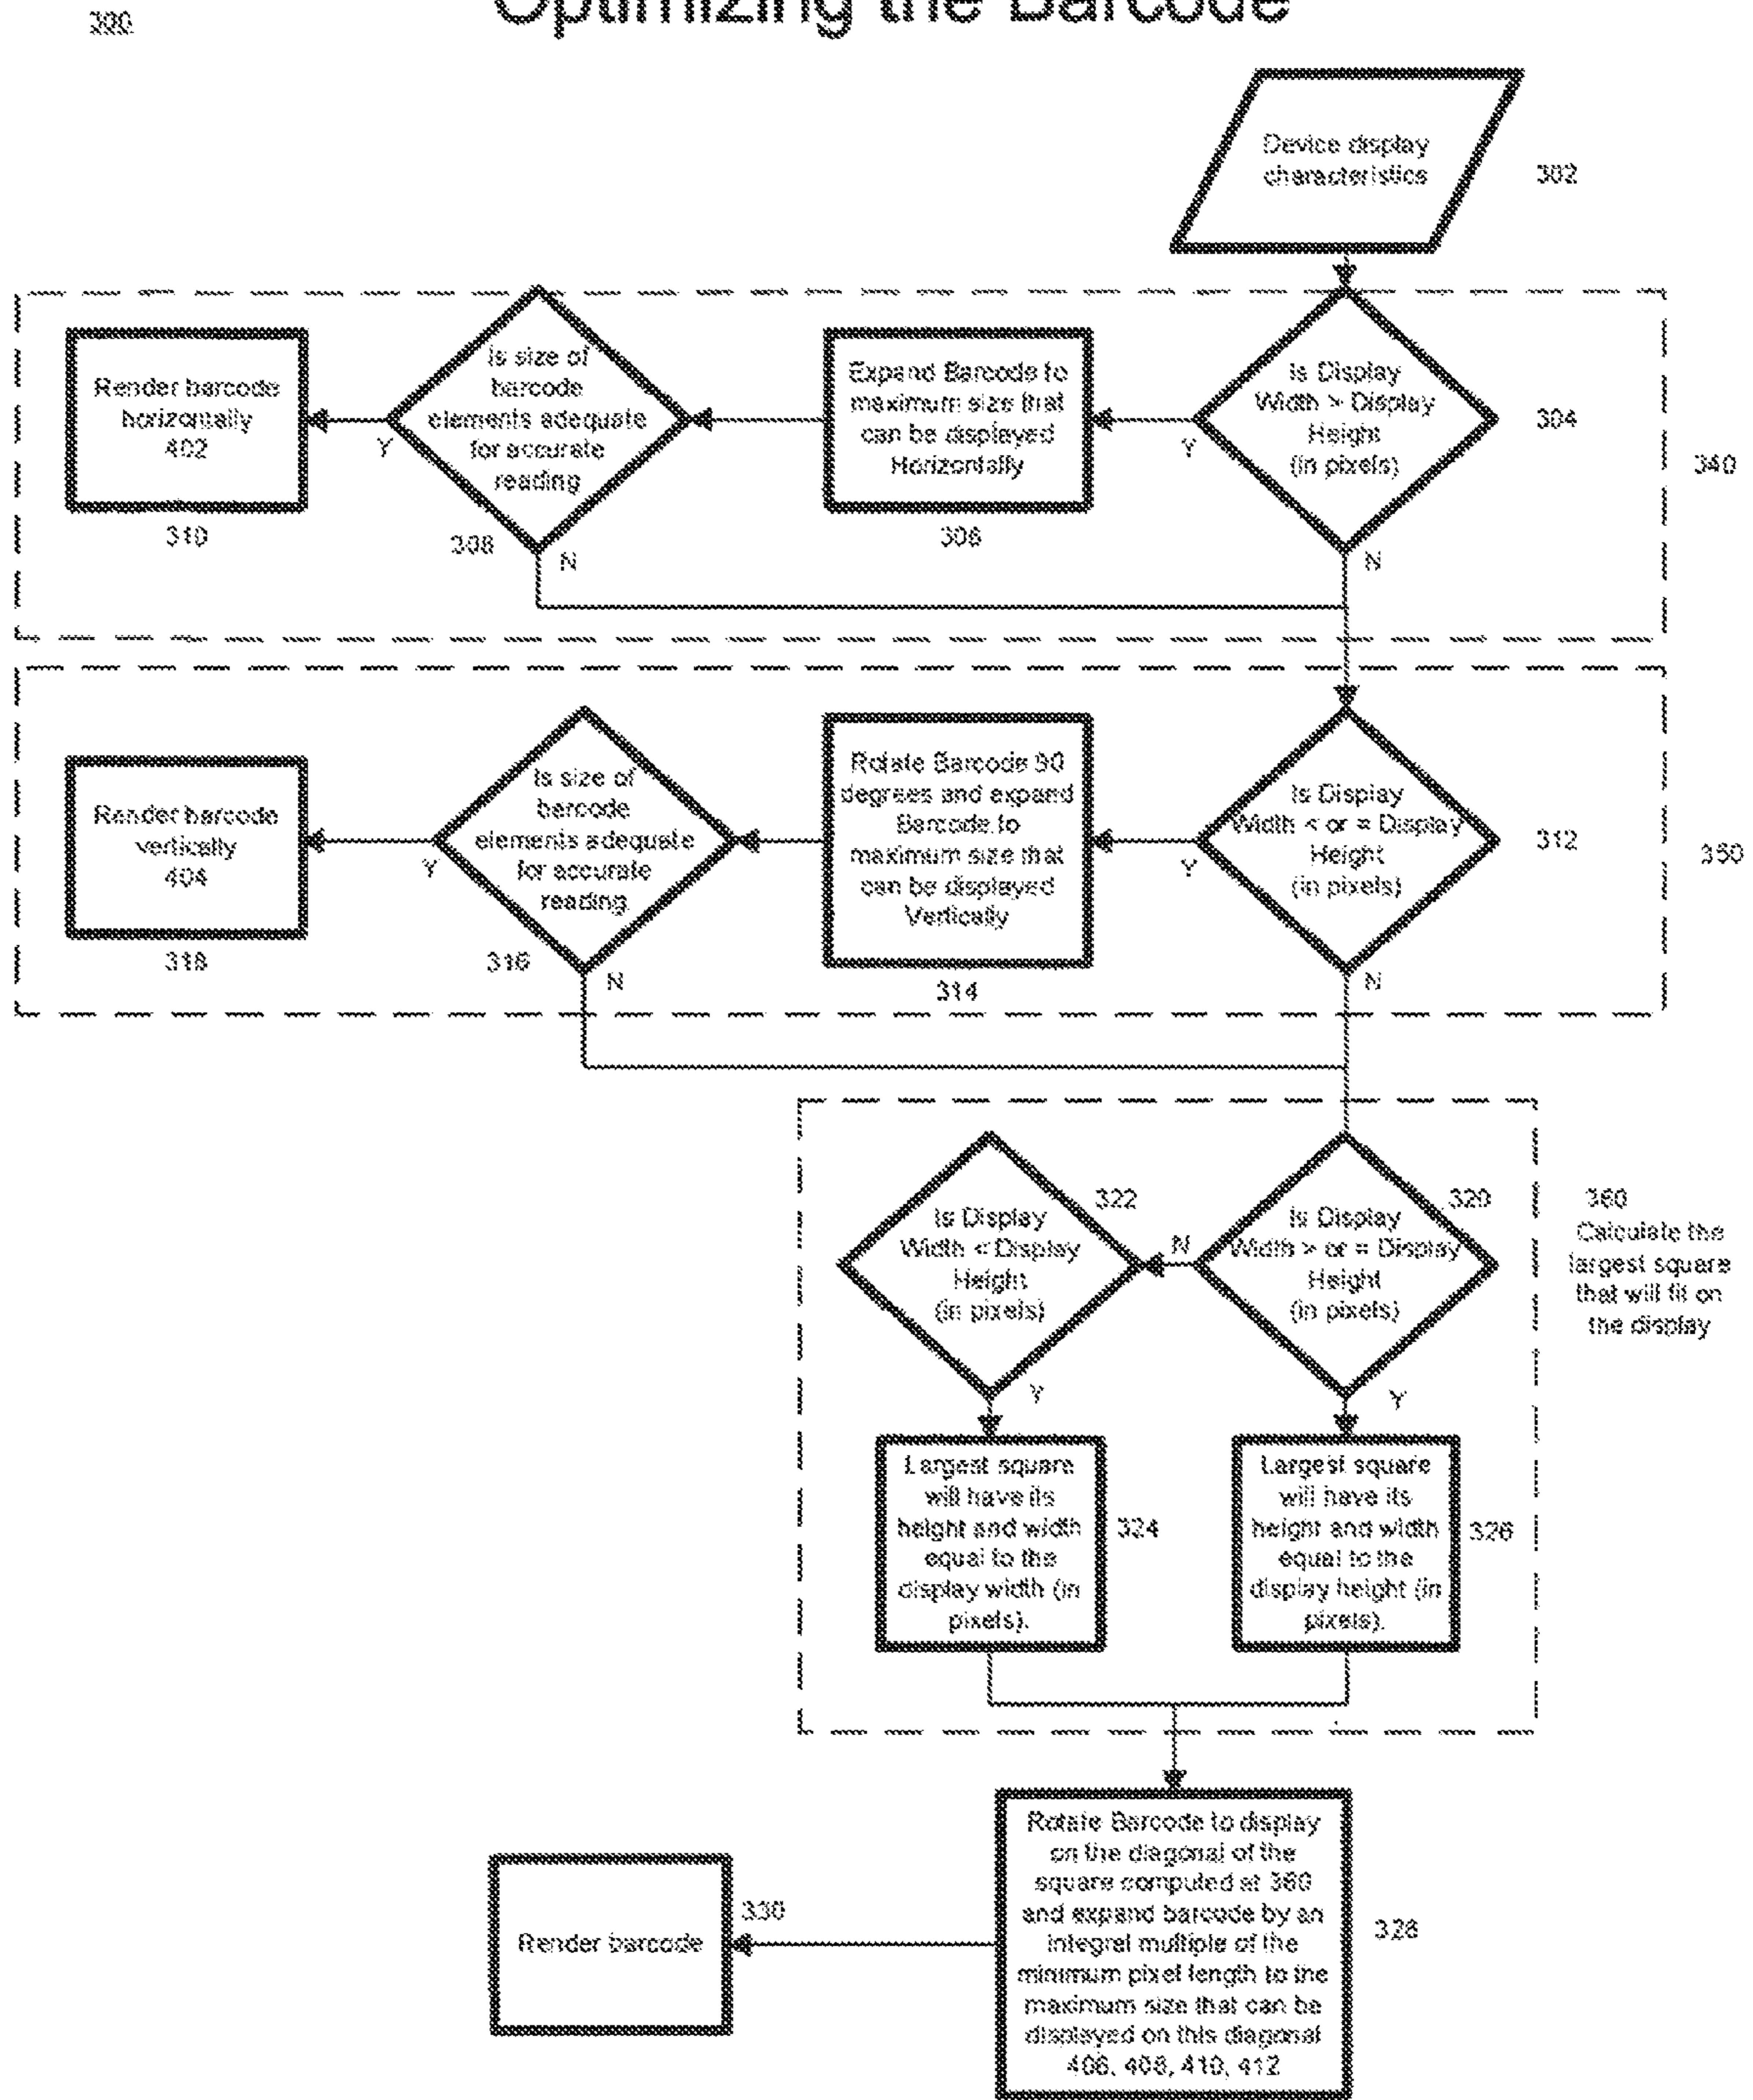 Optimizing the Barcode
300
Device display
characteristics
302
Render barcode
horizontally
402
310
Is size of
barcode
elements adequate
for accurate
reading
308
Y
N
Expand Barcode to
maximum size that
can be displayed
Horizontally
306
Is Display
Width > Display
Height
(in pixels)
304
Y
N
340
Render barcode
vertically
404
318
Is size of
barcode
elements adequate
for accurate
reading
316
Y
N
Rotate Barcode 90
degrees and expand
Barcode to
maximum size that
can be displayed
Vertically
314
Is Display
Width < or = Display
Height
(in pixels)
312
Y
N
350
Is Display
Width < Display
Height
(in pixels)
322
Y
N
Is Display
Width > or = Display
Height
(in pixels)
320
Y
360
Calculate the
largest square
that will fit on
the display
Largest square
will have its
height and width
equal to the
display width (in
pixels).
324
Largest square
will have its
height and width
equal to the
display height (in
pixels).
326
Rotate Barcode to display
on the diagonal of the
square computed at 360
and expand barcode by an
integral multiple of the
minimum pixel length to the
maximum size that can be
displayed on this diagonal
406, 408, 410, 412
328
Render barcode
330